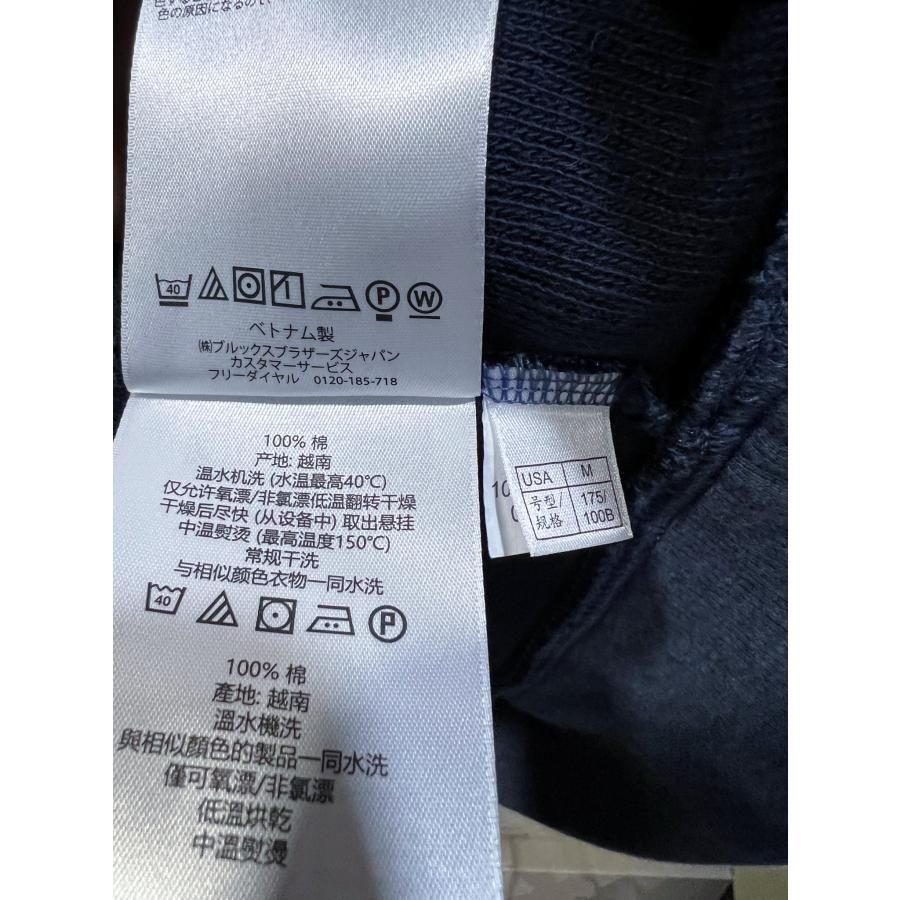 色の原因になるので、
40
P
W
ベトナム製
㈱ブルックスブラザーズジャパン
カスタマーサービス
フリーダイヤル 0120-185-718
100% 棉
产地: 越南
温水机洗 (水温最高40℃)
仅允许氧漂/非氯漂低温翻转干燥
干燥后尽快 (从设备中) 取出悬挂
中温熨烫 (最高温度150℃)
常规干洗
与相似颜色衣物一同水洗
40
P
100% 棉
產地: 越南
溫水機洗
與相似顏色的製品一同水洗
僅可氧漂/非氯漂
低溫烘乾
中溫熨燙
USA M
号型/ 175/
规格 100B
10